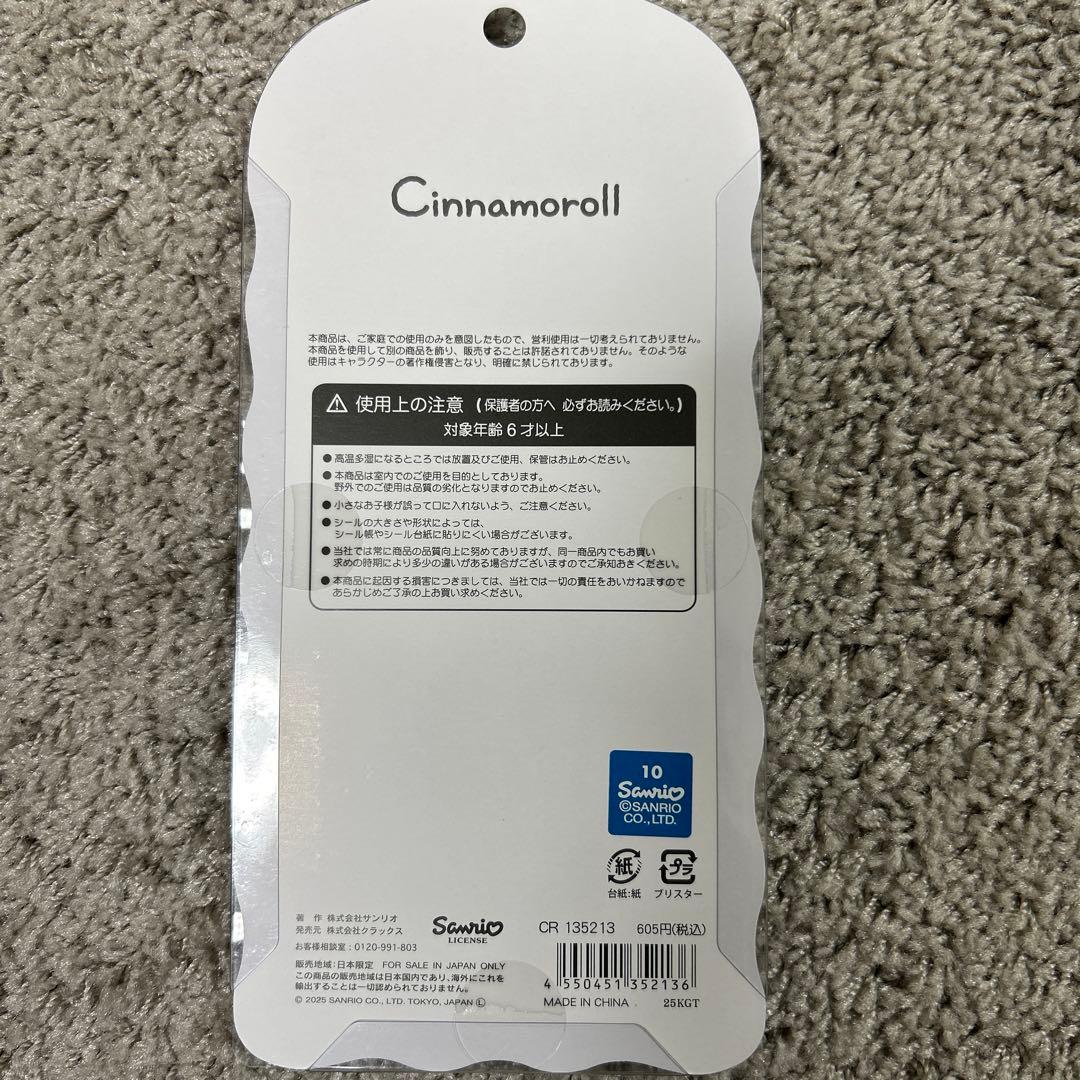 Cinnamoroll
本商品は、ご家庭での使用のみを意図したもので、営利使用は一切考えられておりません。
本商品を使用して別の商品を飾り、販売することは許諾されておりません。そのような
使用はキャラクターの著作権侵害となり、明確に禁じられております。
⚠ 使用上の注意 (保護者の方へ 必ずお読みください。)
対象年齢6才以上
●高温多湿になるところでは放置及びご使用、保管はお止めください。
●本商品は室内でのご使用を目的としております。
野外でのご使用は品質の劣化となりますのでお止めください。
●小さなお子様が誤って口に入れないよう、ご注意ください。
●シールの大きさや形状によっては、
シール帳やシール台紙に貼りにくい場合がございます。
●当社では常に商品の品質向上に努めておりますが、同一商品内でもお買い
求めの時期により多少の違いがある場合がございますのでご承知おきください。
●本商品に起因する損害につきましては、当社では一切の責任をおいかねますので
あらかじめご了承の上お買い求めください。
10
Sanrio
©SANRIO
CO.,LTD.
紙 プラ
台紙:紙 ブリスター
著 作 株式会社サンリオ
発売元 株式会社クラックス
お客様相談室:0120-991-803
Sanrio
LICENSE
CR 135213 605円(税込)
販売地域:日本限定 FOR SALE IN JAPAN ONLY
この商品の販売地域は日本国内であり、海外にこれを
輸出することは一切認められておりません。
© 2025 SANRIO CO., LTD. TOKYO, JAPAN Ⓛ
4 550451 352136
MADE IN CHINA 25KGT